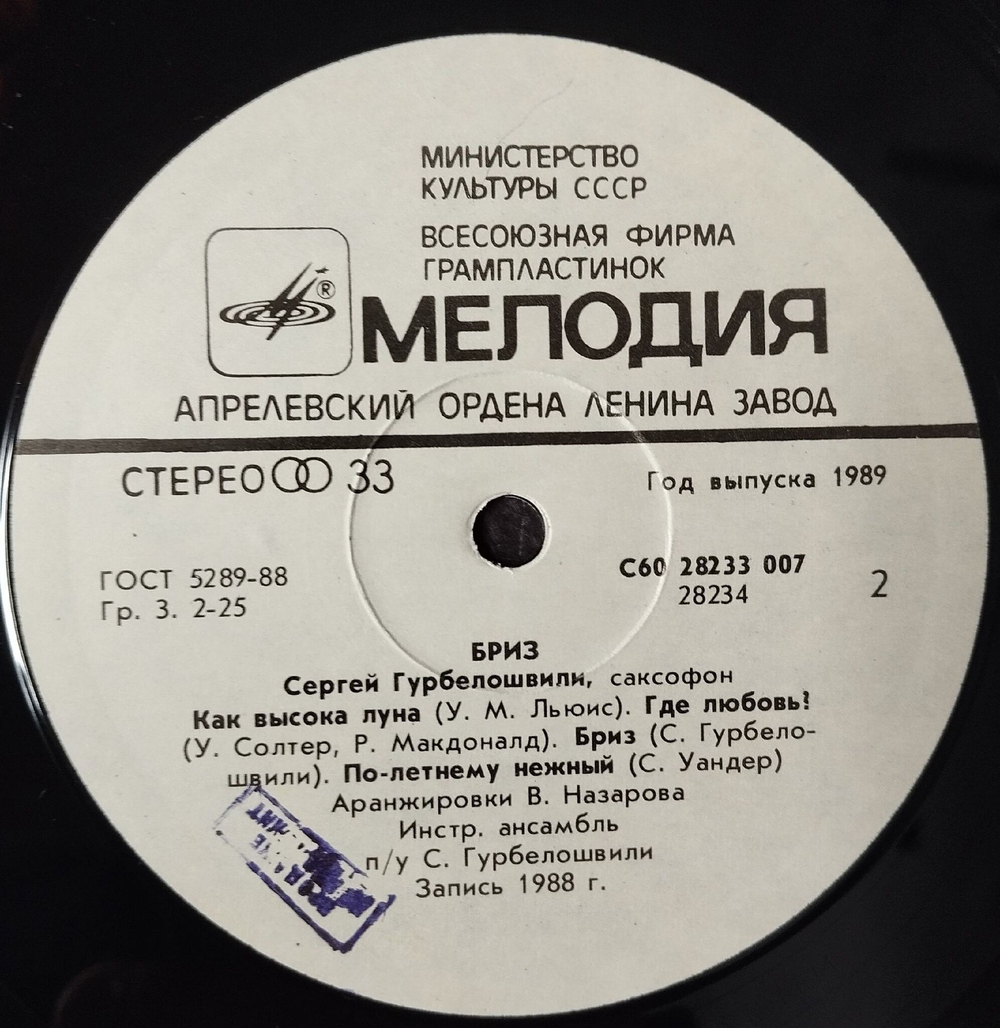 МИНИСТЕРСТВО
КУЛЬТУРЫ СССР
ВСЕСОЮЗНАЯ ФИРМА
ГРАМПЛАСТИНОК
®
МЕЛОДИЯ
АПРЕЛЕВСКИЙ ОРДЕНА ЛЕНИНА ЗАВОД
СТЕРЕО 33
Год выпуска 1989
ГОСТ 5289-88
Гр. 3. 2-25
С60 28233 007
28234
2
БРИЗ
Сергей Гурбелошвили, саксофон
Как высока луна (У. М. Льюис). Где любовь?
(У. Солтер, Р. Макдоналд). Бриз (С. Гурбело-
швили). По-летнему нежный (С. Уандер)
Аранжировки В. Назарова
Инстр. ансамбль
п/у С. Гурбелошвили
Запись 1988 г.